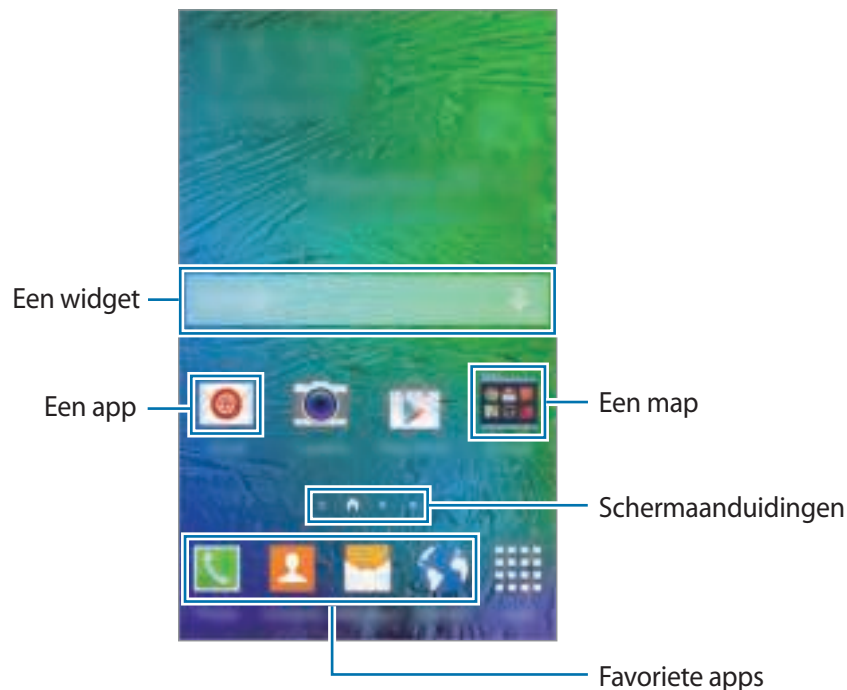 Een widget
Een app
Een map
Schermaanduidingen
Favoriete apps